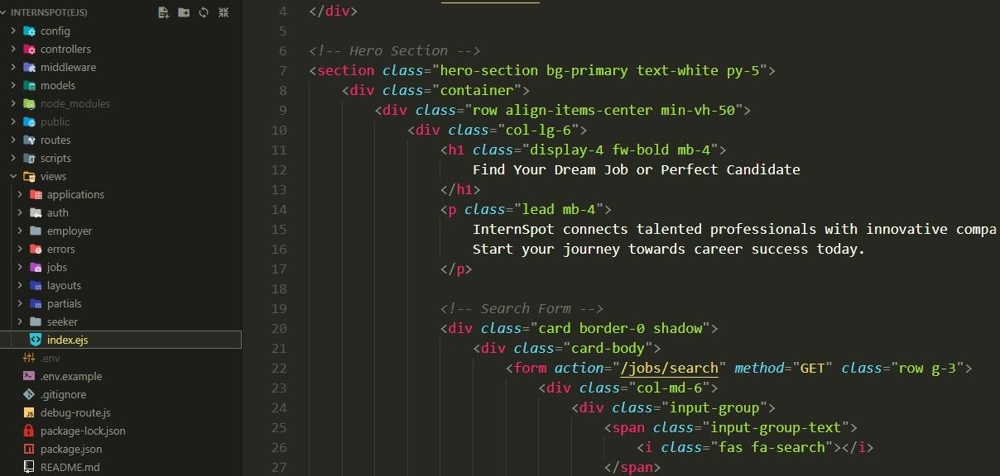 INTERNSPOT(EJS)
config
controllers
middleware
models
node_modules
public
routes
scripts
views
applications
auth
employer
errors
jobs
layouts
partials
seeker
index.ejs
.env
.env.example
.gitignore
debug-route.js
package-lock.json
package.json
README.md
4 </div>
5
6 <!-- Hero Section -->
7 <section class="hero-section bg-primary text-white py-5">
8 <div class="container">
9 <div class="row align-items-center min-vh-50">
10 <div class="col-lg-6">
11 <h1 class="display-4 fw-bold mb-4">
12 Find Your Dream Job or Perfect Candidate
13 </h1>
14 <p class="lead mb-4">
15 InternSpot connects talented professionals with innovative compa
16 Start your journey towards career success today.
17 </p>
18
19 <!-- Search Form -->
20 <div class="card border-0 shadow">
21 <div class="card-body">
22 <form action="/jobs/search" method="GET" class="row g-3">
23 <div class="col-md-6">
24 <div class="input-group">
25 <span class="input-group-text">
26 <i class="fas fa-search"></i>
27 </span>